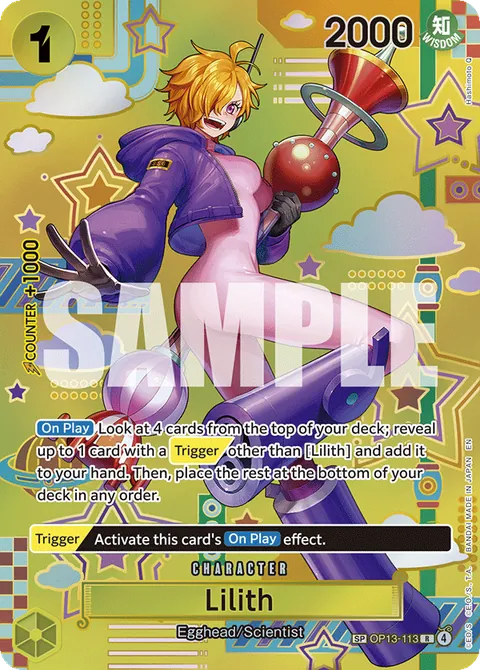 1
2000
知
WISDOM
Hashimoto Q
COUNTER +1000
SAMPLE
On Play Look at 4 cards from the top of your deck; reveal
up to 1 card with a Trigger other than [Lilith] and add it
to your hand. Then, place the rest at the bottom of your
deck in any order.
Trigger Activate this card's On Play effect.
CHARACTER
Lilith
Egghead/Scientist
SP OP13-113 R 4
BANDAI MADE IN JAPAN EN